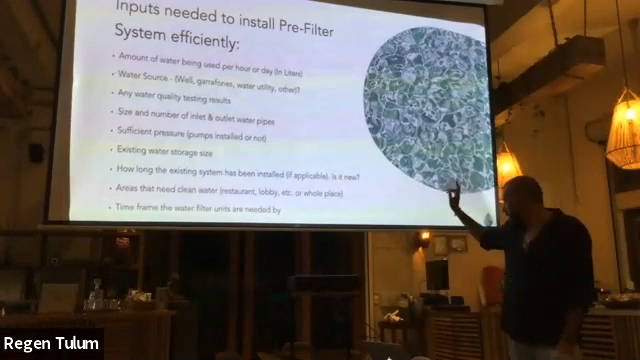 Inputs needed to install Pre-Filter
System efficiently:
• Amount of water being used per hour or day (In Liters)
• Water Source - (Well, garrafones, water utility, other)?
• Any water quality testing results
• Size and number of inlet & outlet water pipes
• Sufficient pressure (pumps installed or not)
• Existing water storage size
• How long the existing system has been installed (if applicable). Is it new?
• Areas that need clean water (restaurant, lobby, etc. or whole place)
• Time frame the water filter units are needed by
Regen Tulum